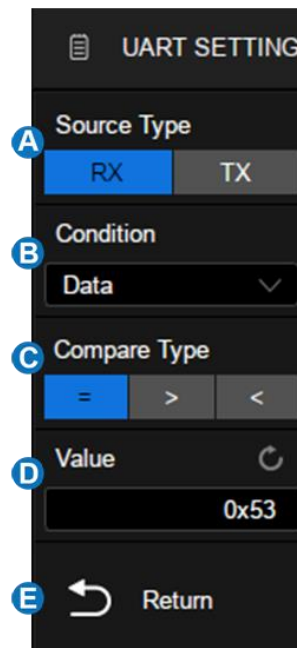 UART SETTING
A
Source Type
RX TX
B
Condition
Data
C
Compare Type
= > <
D
Value
0x53
E
Return